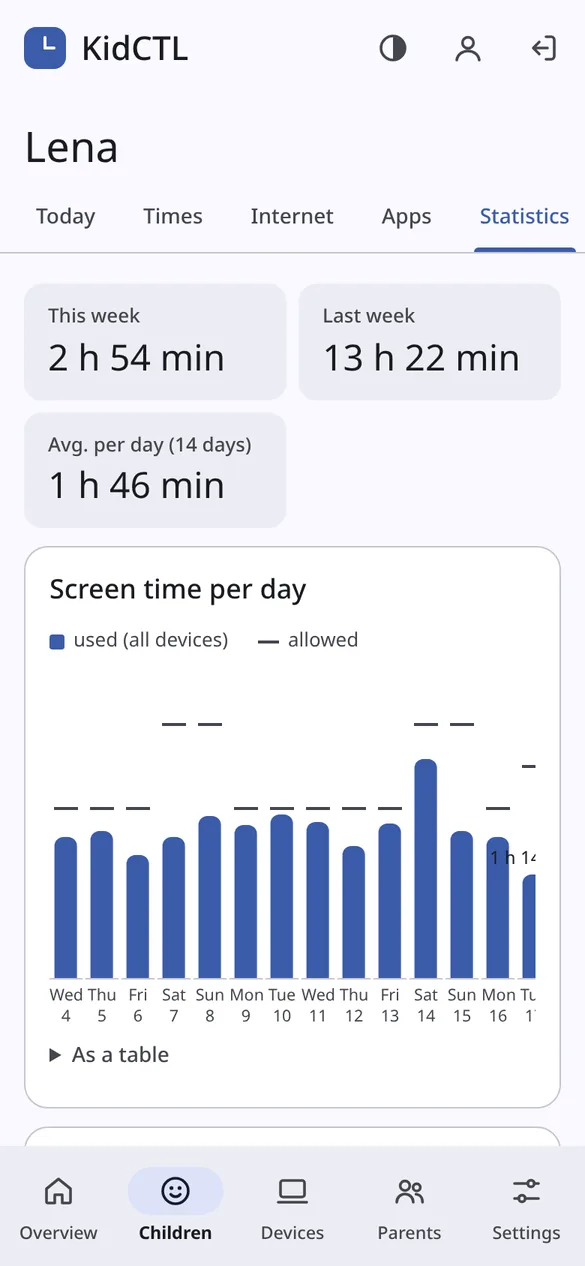 KidCTL
Lena
Today Times Internet Apps Statistics
This week
2 h 54 min
Last week
13 h 22 min
Avg. per day (14 days)
1 h 46 min
Screen time per day
used (all devices) allowed
1 h 14
Wed Thu Fri Sat Sun Mon Tue Wed Thu Fri Sat Sun Mon Tu
4 5 6 7 8 9 10 11 12 13 14 15 16
As a table
Overview Children Devices Parents Settings